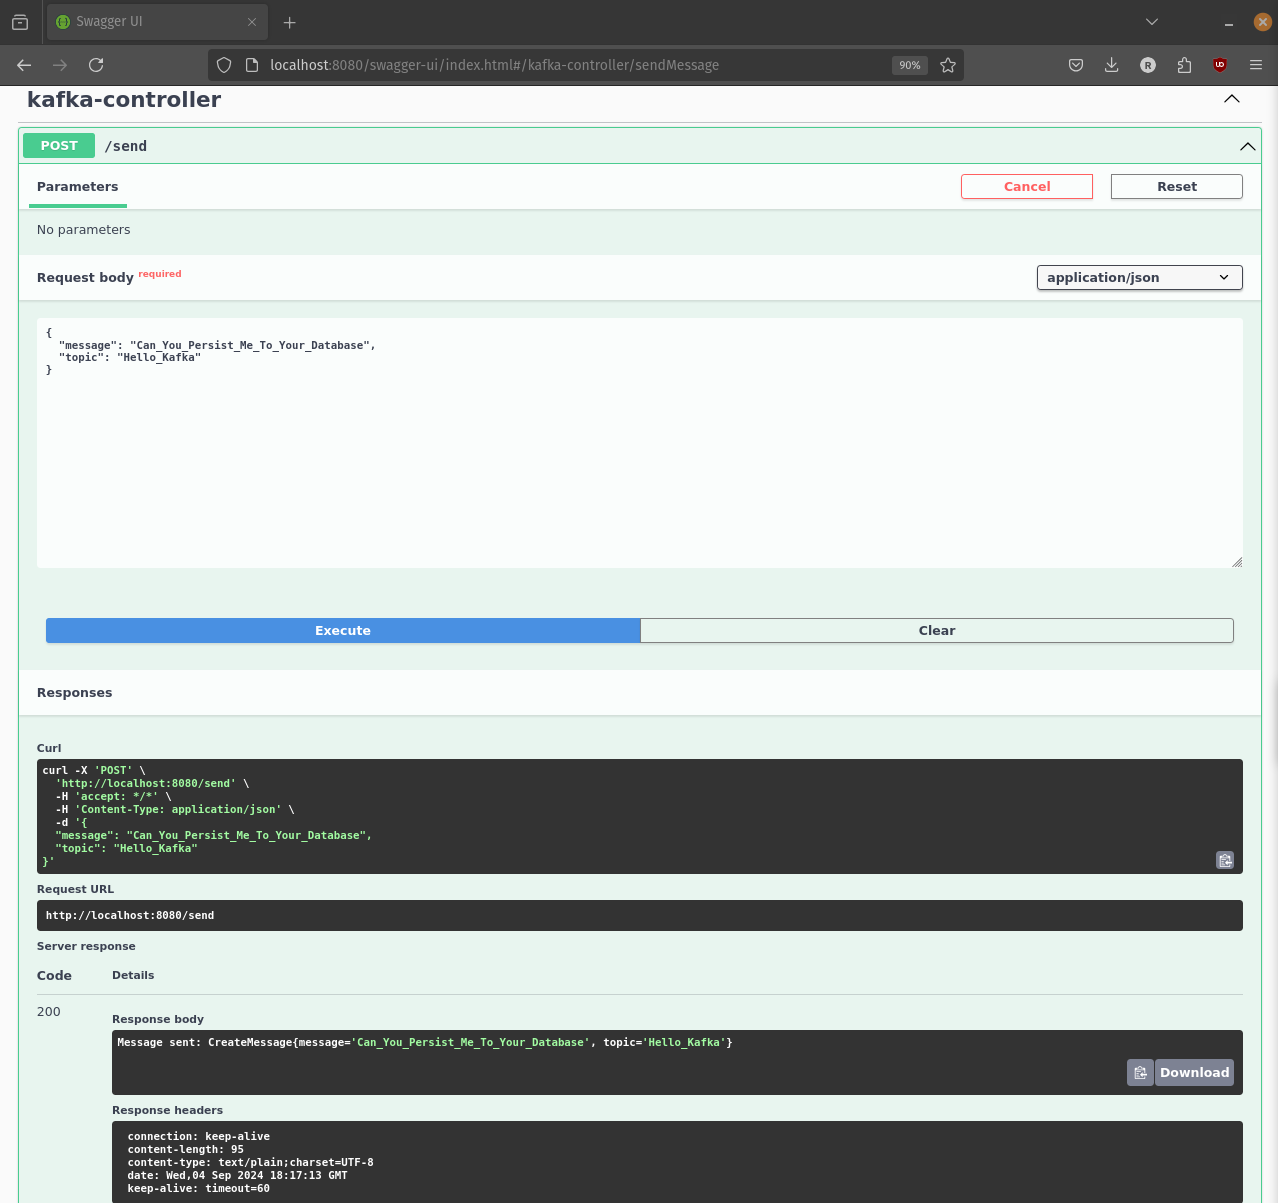 Swagger UI
localhost:8080/swagger-ui/index.html#/kafka-controller/sendMessage
90%
R
UO
kafka-controller
POST /send
Parameters
Cancel
Reset
No parameters
Request body required
application/json
{
  "message": "Can_You_Persist_Me_To_Your_Database",
  "topic": "Hello_Kafka"
}
Execute
Clear
Responses
Curl
curl -X 'POST' \
  'http://localhost:8080/send' \
  -H 'accept: */*' \
  -H 'Content-Type: application/json' \
  -d '{
  "message": "Can_You_Persist_Me_To_Your_Database",
  "topic": "Hello_Kafka"
}'
Request URL
http://localhost:8080/send
Server response
Code Details
200
Response body
Message sent: CreateMessage{message='Can_You_Persist_Me_To_Your_Database', topic='Hello_Kafka'}
Download
Response headers
connection: keep-alive
content-length: 95
content-type: text/plain;charset=UTF-8
date: Wed,04 Sep 2024 18:17:13 GMT
keep-alive: timeout=60